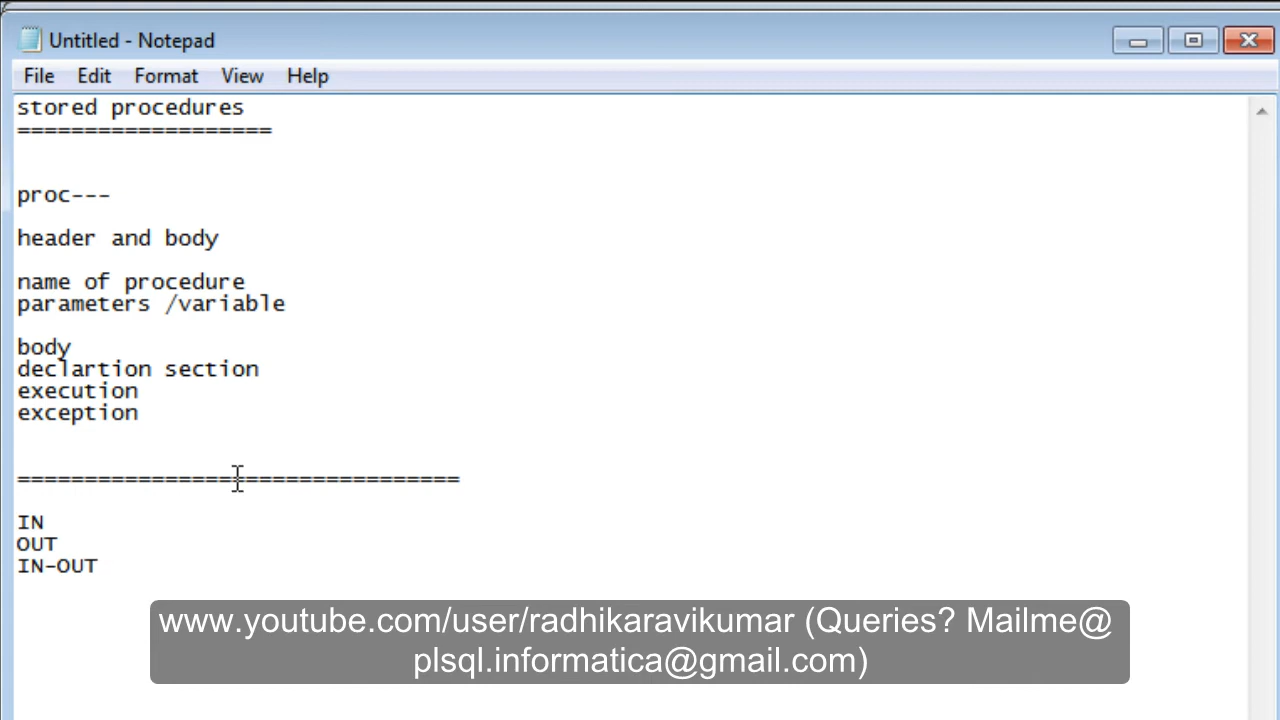 Untitled - Notepad
File Edit Format View Help
stored procedures
===================
proc---
header and body
name of procedure
parameters /variable
body
declartion section
execution
exception
=================================
IN
OUT
IN-OUT
www.youtube.com/user/radhikaravikumar (Queries? Mailme@
plsql.informatica@gmail.com)